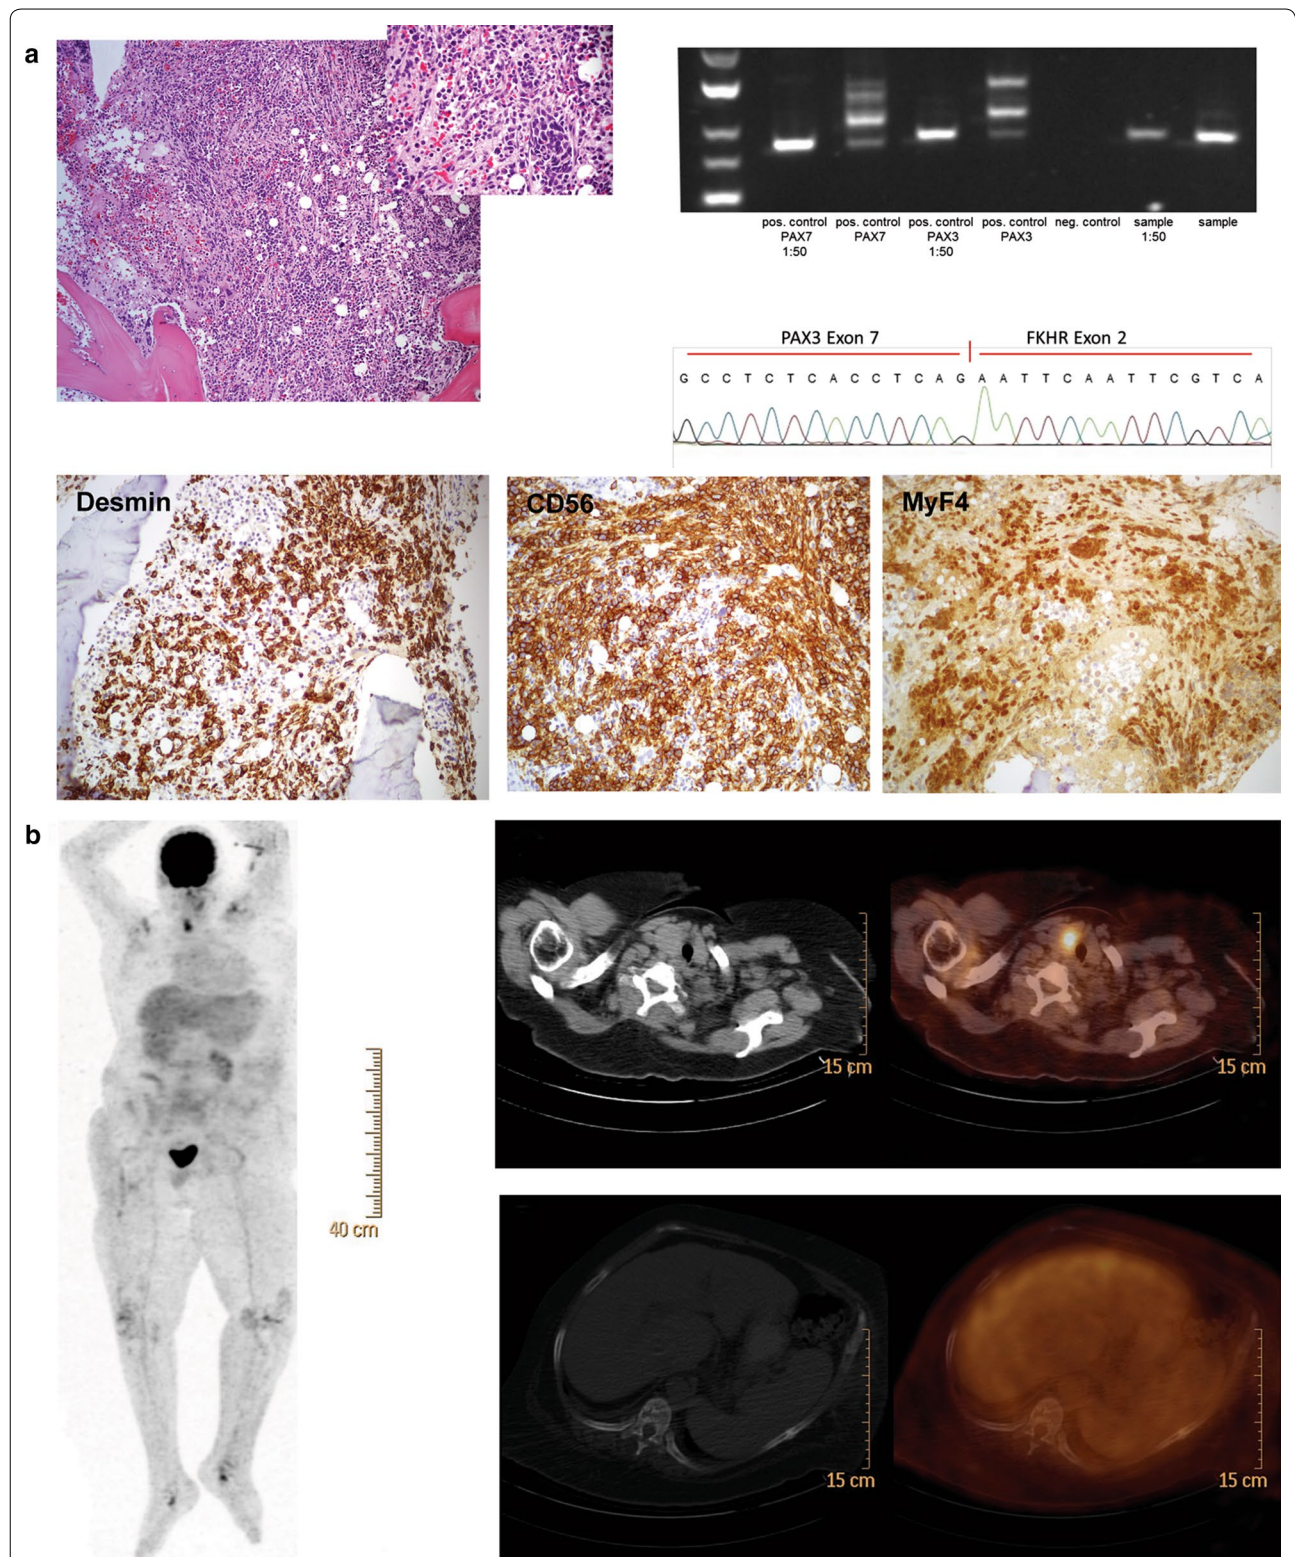 a
pos. control pos. control pos. control pos. control neg. control sample sample
PAX7 PAX7 PAX3 PAX3 1:50
1:50 1:50
PAX3 Exon 7 FKHR Exon 2
G C C T C T C A C C T C A G A A T T C A A T T C G T C A
Desmin CD56 MyF4
b
15 cm 15 cm
40 cm
15 cm 15 cm